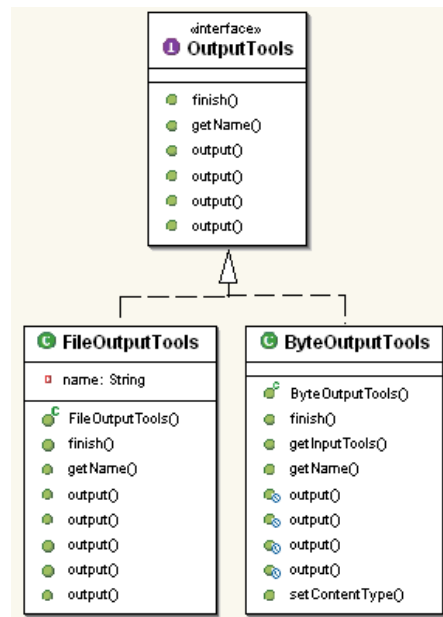 «interface»
I OutputTools
finish()
getName()
output()
output()
output()
output()
C FileOutputTools
name: String
C FileOutputTools()
finish()
getName()
output()
output()
output()
output()
output()
C ByteOutputTools
C ByteOutputTools()
finish()
getInputTools()
getName()
output()
output()
output()
output()
setContentType()